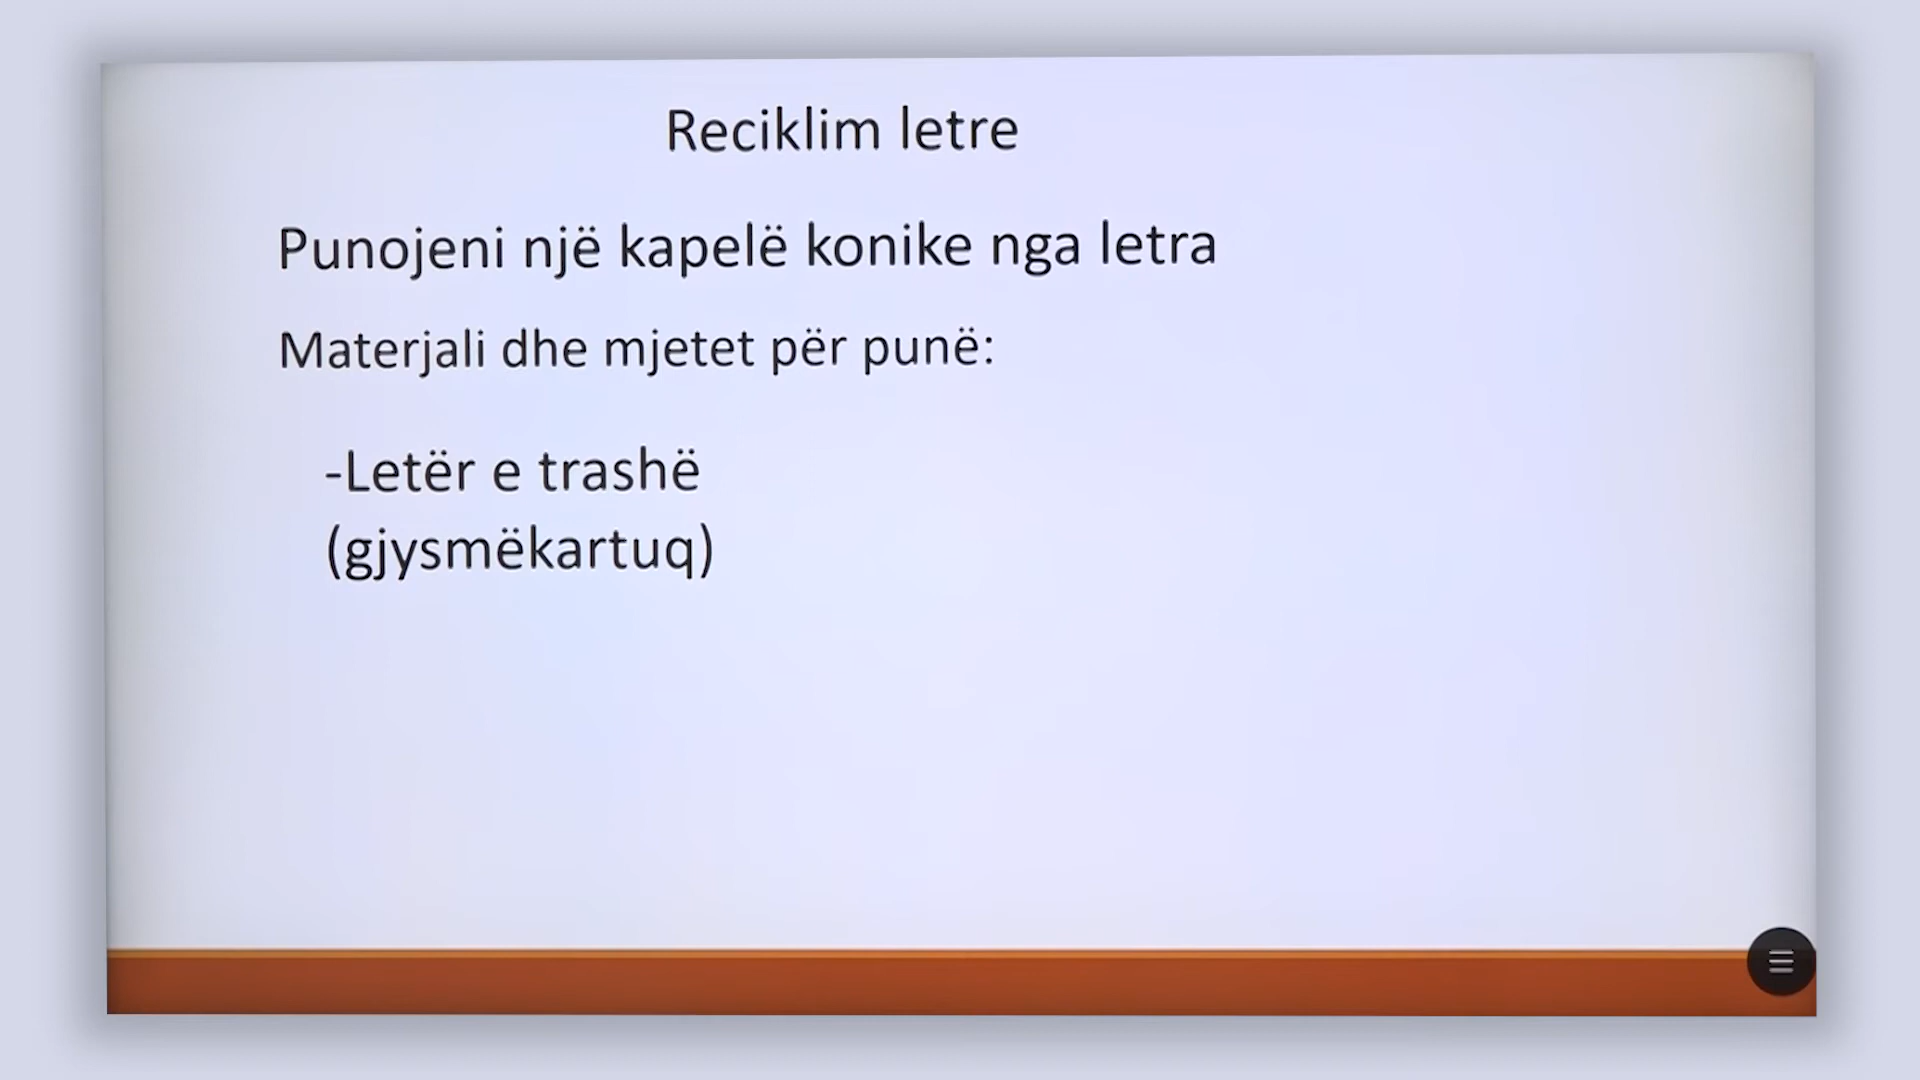 Reciklim letre
Punojeni një kapelë konike nga letra
Materjali dhe mjetet për punë:
-Letër e trashë
(gjysmëkartuq)